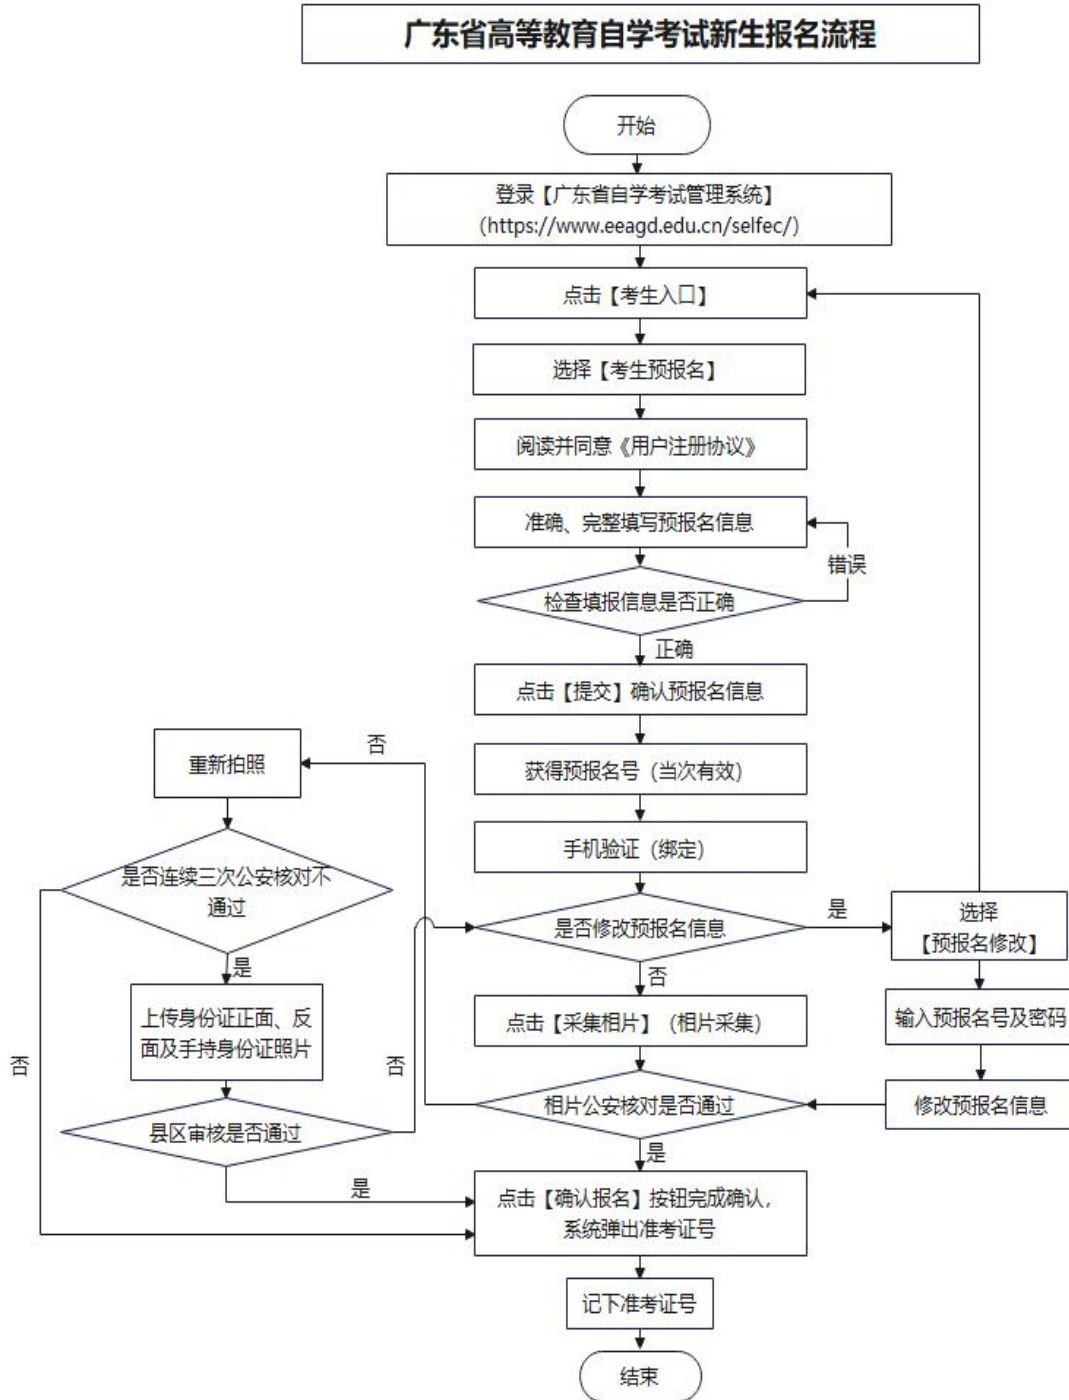 广东省高等教育自学考试新生报名流程
开始
登录【广东省自学考试管理系统】
（https://www.eeagd.edu.cn/selfec/）
点击【考生入口】
选择【考生预报名】
阅读并同意《用户注册协议》
准确、完整填写预报名信息
错误
检查填报信息是否正确
正确
点击【提交】确认预报名信息
获得预报名号（当次有效）
手机验证（绑定）
是否修改预报名信息
是
选择
【预报名修改】
输入预报名号及密码
修改预报名信息
否
点击【采集相片】（相片采集）
相片公安核对是否通过
否
重新拍照
是否连续三次公安核对不
通过
是
上传身份证正面、反
面及手持身份证照片
否
县区审核是否通过
否
是
是
点击【确认报名】按钮完成确认，
系统弹出准考证号
记下准考证号
结束